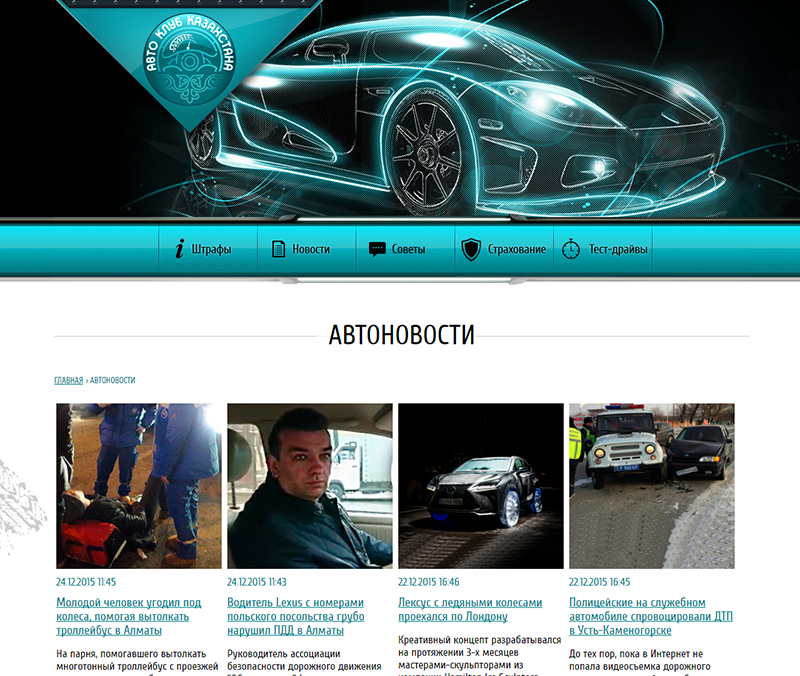 АВТО КЛУБ КАЗАХСТАНА
Штрафы
Новости
Советы
Страхование
Тест-драйвы
АВТОНОВОСТИ
ГЛАВНАЯ › АВТОНОВОСТИ
24.12.2015 11:45
Молодой человек угодил под
колеса, помогая вытолкать
троллейбус в Алматы
На парня, помогавшего вытолкать
многотонный троллейбус с проезжей
24.12.2015 11:43
Водитель Lexus с номерами
польского посольства грубо
нарушил ПДД в Алматы
Руководитель ассоциации
безопасности дорожного движения
22.12.2015 16:46
Лексус с ледяными колесами
проехался по Лондону
Креативный концепт разрабатывался
на протяжении 3-х месяцев
мастерами-скульпторами из
компании Hamilton Ice Sculptors
22.12.2015 16:45
Полицейские на служебном
автомобиле спровоцировали ДТП
в Усть-Каменогорске
До тех пор, пока в Интернет не
попала видеосъемка дорожного